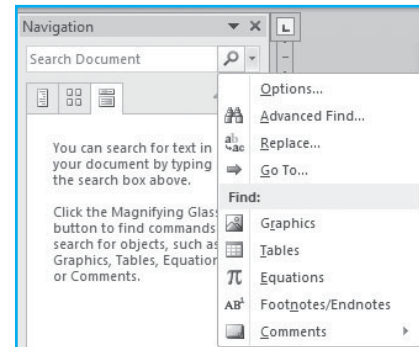 Navigation
Search Document
Options...
Advanced Find...
Replace...
Go To...
Find:
Graphics
Tables
Equations
Footnotes/Endnotes
Comments
You can search for text in
your document by typing
the search box above.
Click the Magnifying Glas
button to find commands
search for objects, such as
Graphics, Tables, Equation
or Comments.